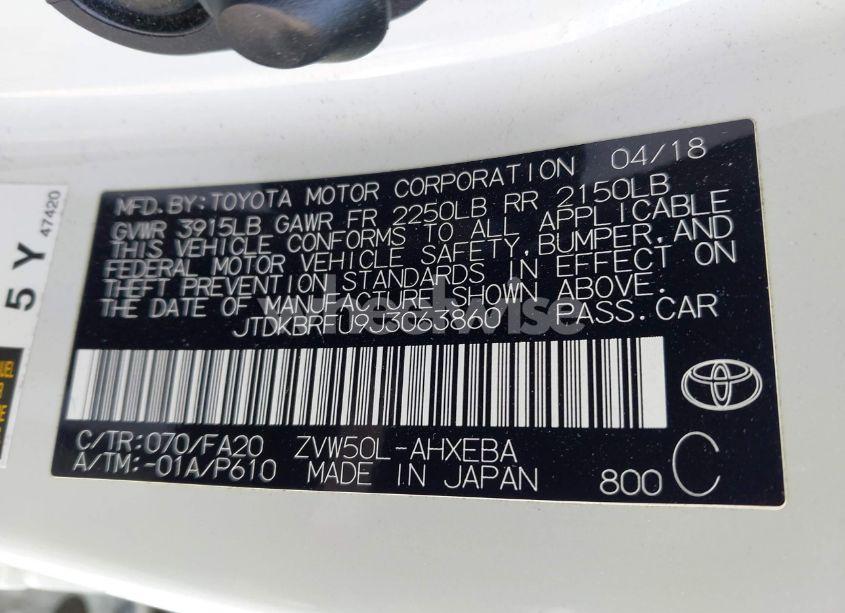 MFD.BY:TOYOTA MOTOR CORPORATION 04/18
GVWR 3915LB GAWR FR 2250LB RR 2150LB
THIS VEHICLE CONFORMS TO ALL APPLICABLE
FEDERAL MOTOR VEHICLE SAFETY,BUMPER,AND
THEFT PREVENTION STANDARDS IN EFFECT ON
THE DATE OF MANUFACTURE SHOWN ABOVE.
JTDKBRFU9J3063860 PASS.CAR
C/TR:070/FA20 ZVW50L-AHXEBA
A/TM:-01A/P610 MADE IN JAPAN 800 C
5 Y
47420